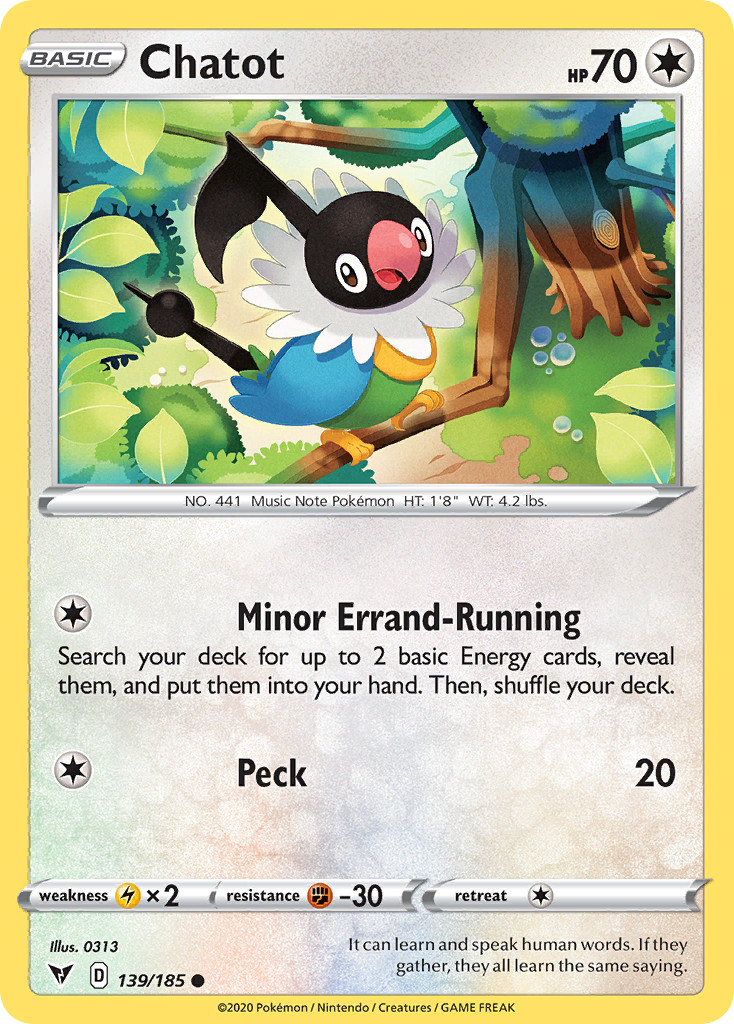 BASIC Chatot HP 70
NO. 441 Music Note Pokémon HT: 1'8" WT: 4.2 lbs.
Minor Errand-Running
Search your deck for up to 2 basic Energy cards, reveal
them, and put them into your hand. Then, shuffle your deck.
Peck 20
weakness ×2 resistance -30 retreat
Illus. 0313
It can learn and speak human words. If they
gather, they all learn the same saying.
D 139/185
©2020 Pokémon / Nintendo / Creatures / GAME FREAK